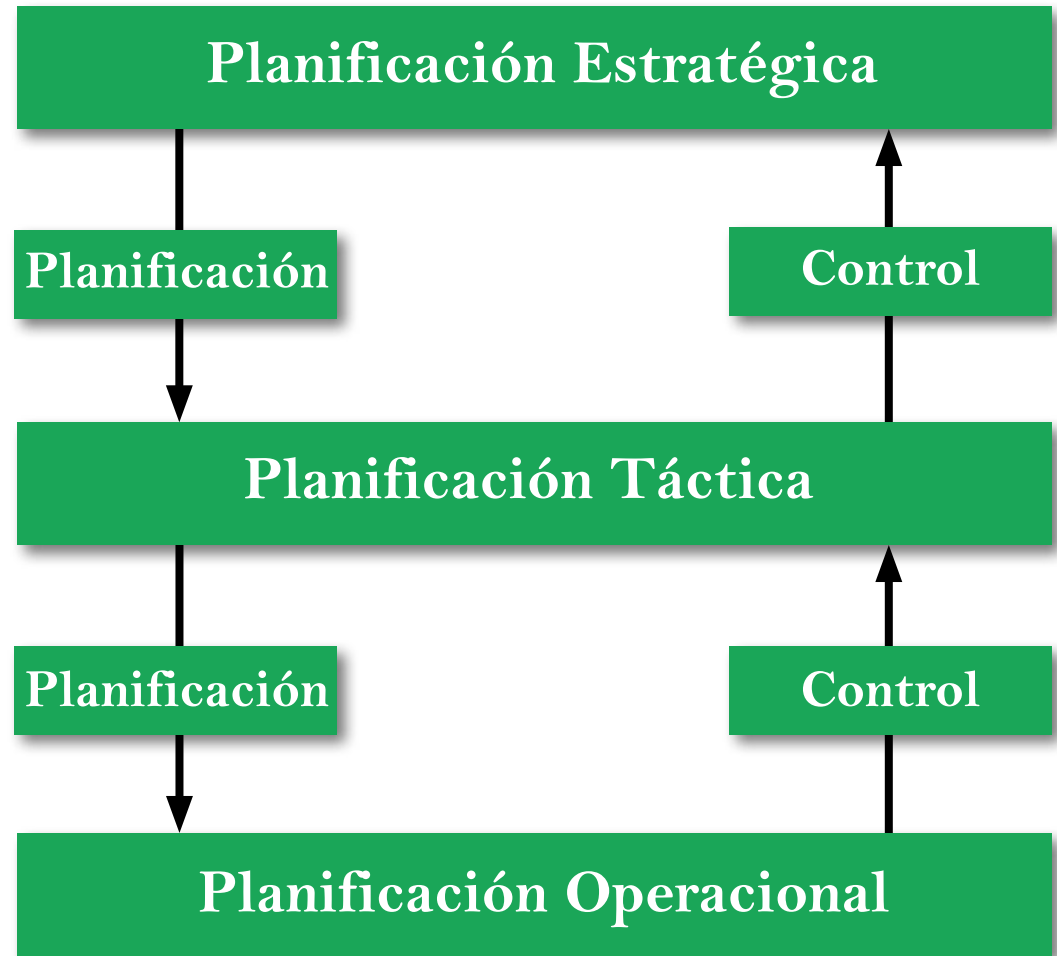 Planificación Estratégica
Planificación
Control
Planificación Táctica
Planificación
Control
Planificación Operacional